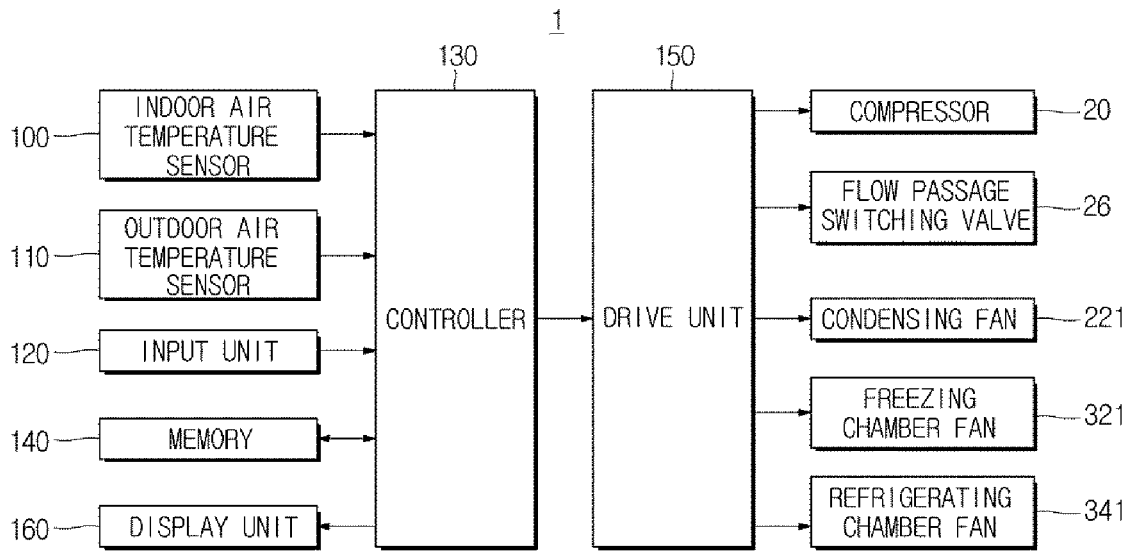 1
130
150
INDOOR AIR
TEMPERATURE
SENSOR
100
OUTDOOR AIR
TEMPERATURE
SENSOR
110
INPUT UNIT
120
MEMORY
140
DISPLAY UNIT
160
CONTROLLER
DRIVE UNIT
COMPRESSOR
20
FLOW PASSAGE
SWITCHING VALVE
26
CONDENSING FAN
221
FREEZING
CHAMBER FAN
321
REFRIGERATING
CHAMBER FAN
341